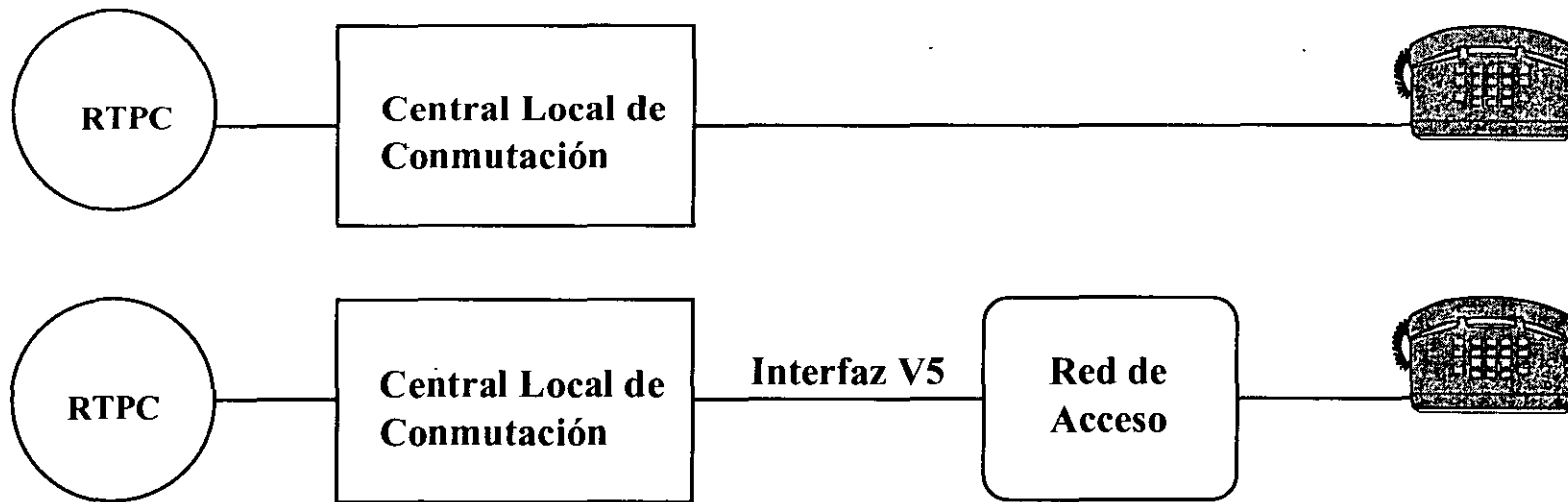 RTPC
Central Local de
Conmutación
RTPC
Central Local de
Conmutación
Interfaz V5
Red de
Acceso